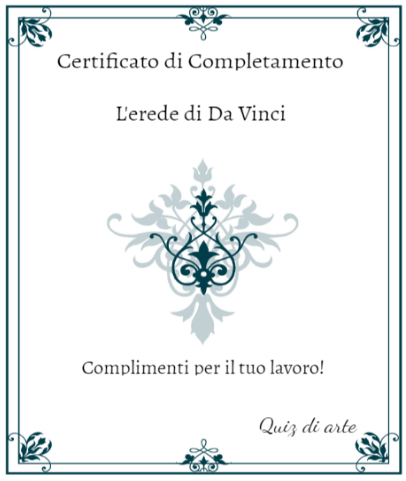 Certificato di Completamento
L'erede di Da Vinci
Complimenti per il tuo lavoro!
Quiz di arte